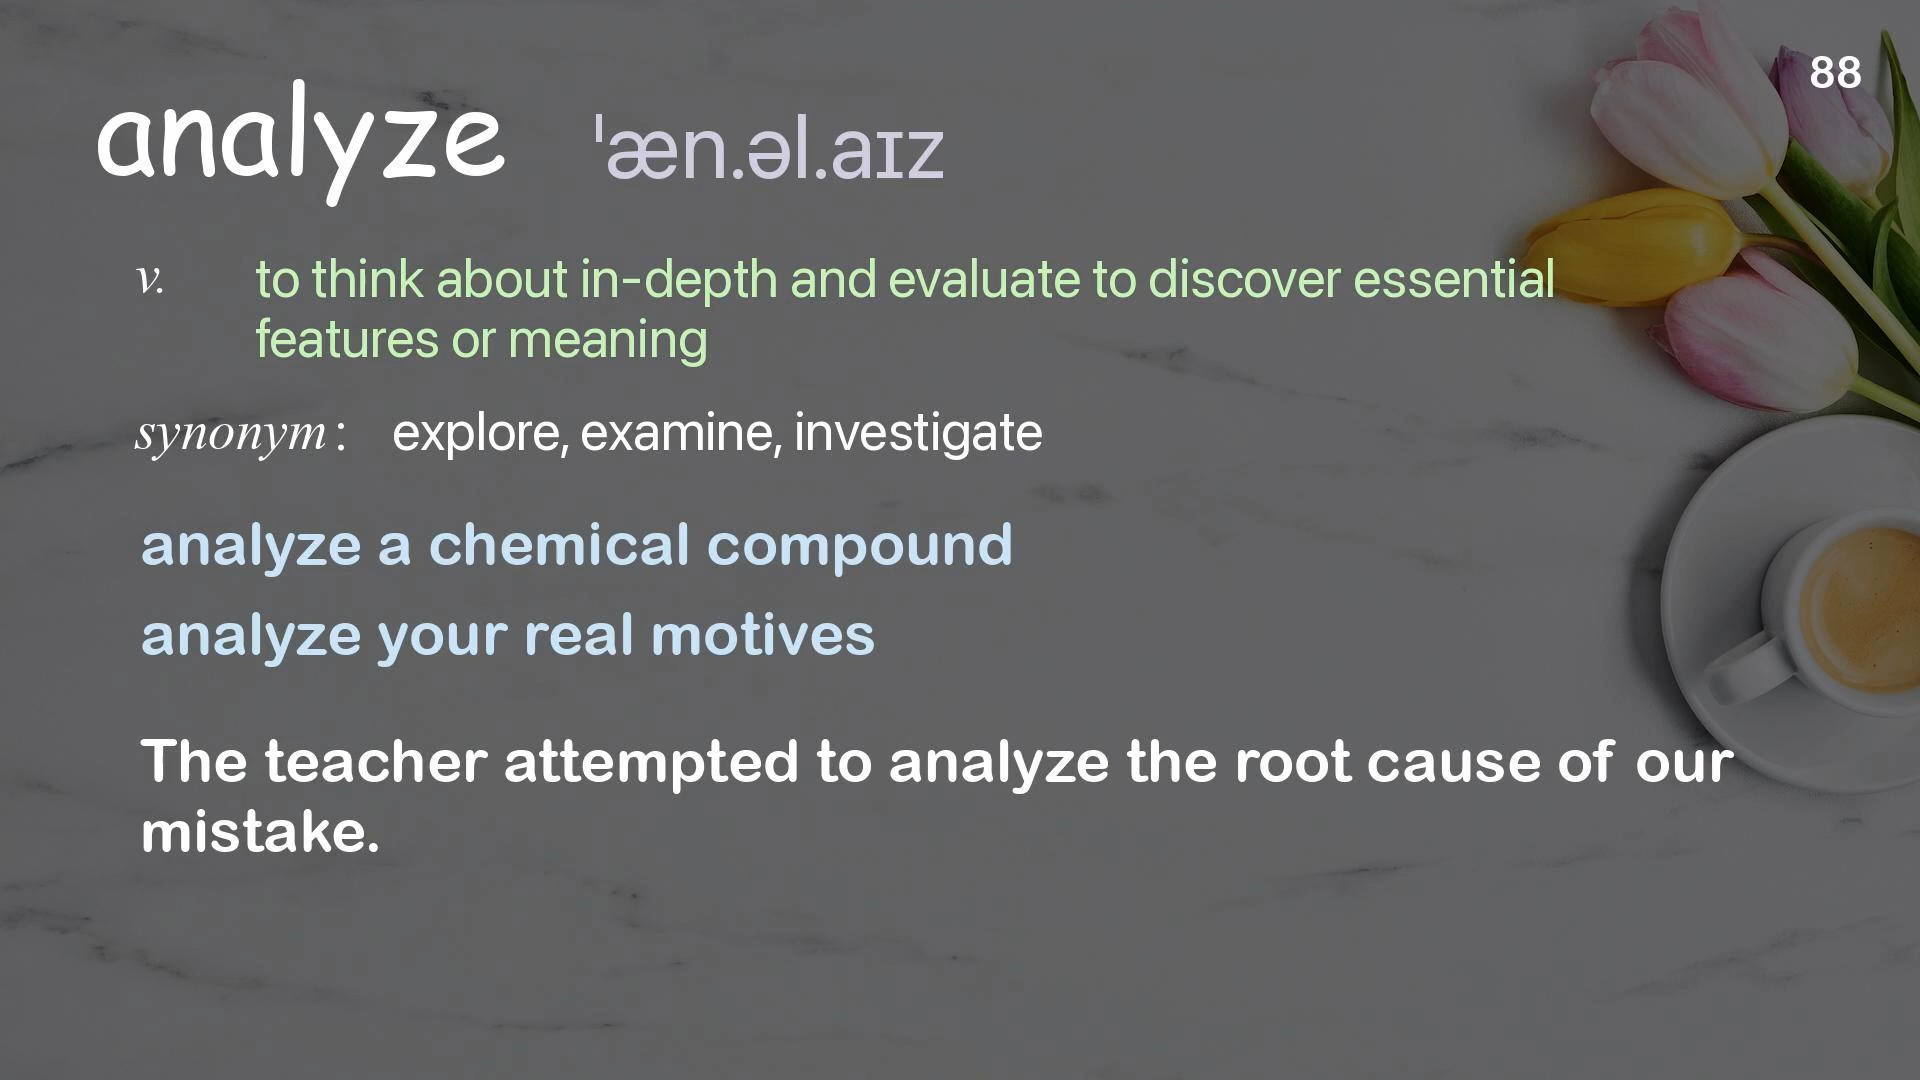 88
analyze ˈæn.əl.aɪz
v. to think about in-depth and evaluate to discover essential
features or meaning
synonym: explore, examine, investigate
analyze a chemical compound
analyze your real motives
The teacher attempted to analyze the root cause of our
mistake.